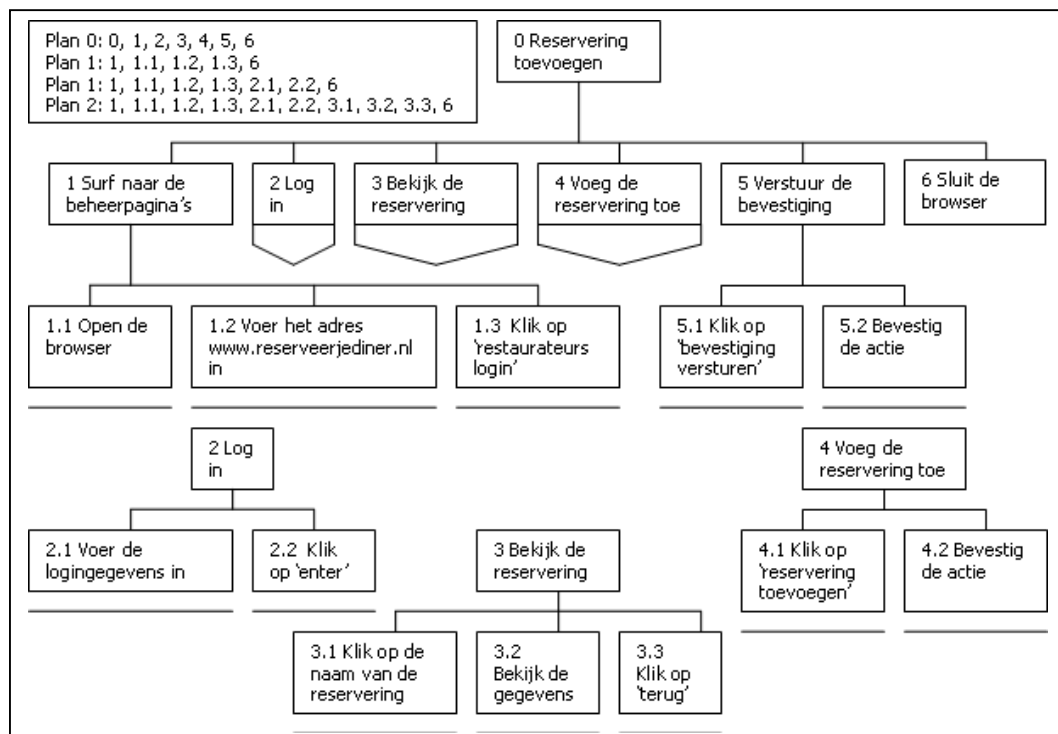 Plan 0: 0, 1, 2, 3, 4, 5, 6
Plan 1: 1, 1.1, 1.2, 1.3, 6
Plan 1: 1, 1.1, 1.2, 1.3, 2.1, 2.2, 6
Plan 2: 1, 1.1, 1.2, 1.3, 2.1, 2.2, 3.1, 3.2, 3.3, 6
0 Reservering
toevoegen
1 Surf naar de
beheerpagina's
2 Log
in
3 Bekijk de
reservering
4 Voeg de
reservering toe
5 Verstuur de
bevestiging
6 Sluit de
browser
1.1 Open de
browser
1.2 Voer het adres
www.reserveerjediner.nl
in
1.3 Klik op
'restaurateurs
login'
5.1 Klik op
'bevestiging
versturen'
5.2 Bevestig
de actie
2 Log
in
4 Voeg de
reservering toe
2.1 Voer de
logingegevens in
2.2 Klik
op 'enter'
3 Bekijk de
reservering
4.1 Klik op
'reservering
toevoegen'
4.2 Bevestig
de actie
3.1 Klik op de
naam van de
reservering
3.2
Bekijk de
gegevens
3.3
Klik op
'terug'